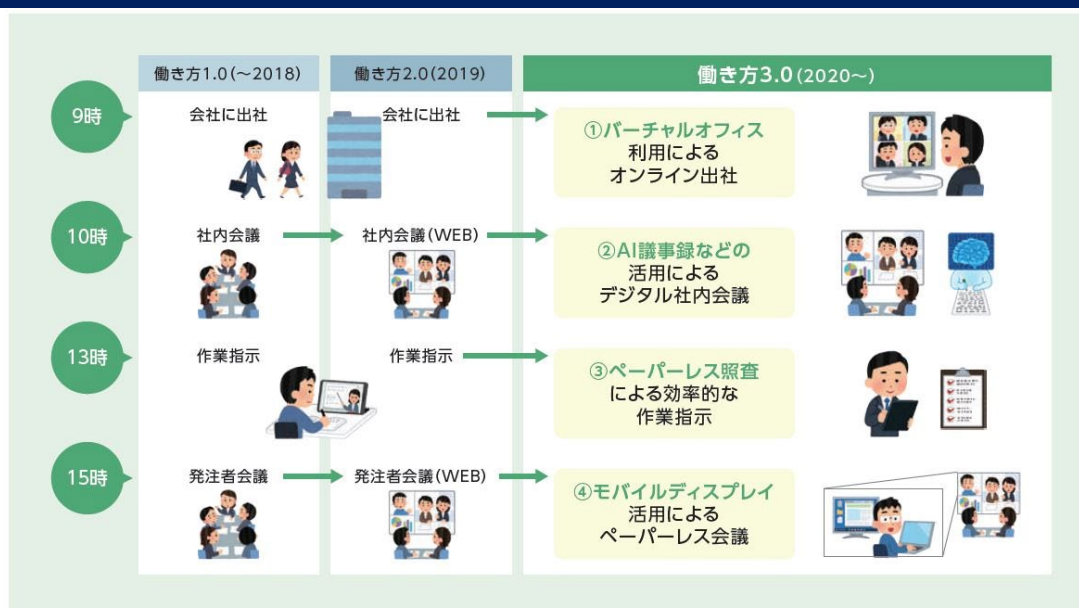 働き方1.0(~2018)
働き方2.0(2019)
働き方3.0(2020~)
9時
会社に出社
会社に出社
①バーチャルオフィス
利用による
オンライン出社
10時
社内会議
社内会議(WEB)
②AI議事録などの
活用による
デジタル社内会議
13時
作業指示
作業指示
③ペーパーレス照査
による効率的な
作業指示
15時
発注者会議
発注者会議(WEB)
④モバイルディスプレイ
活用による
ペーパーレス会議